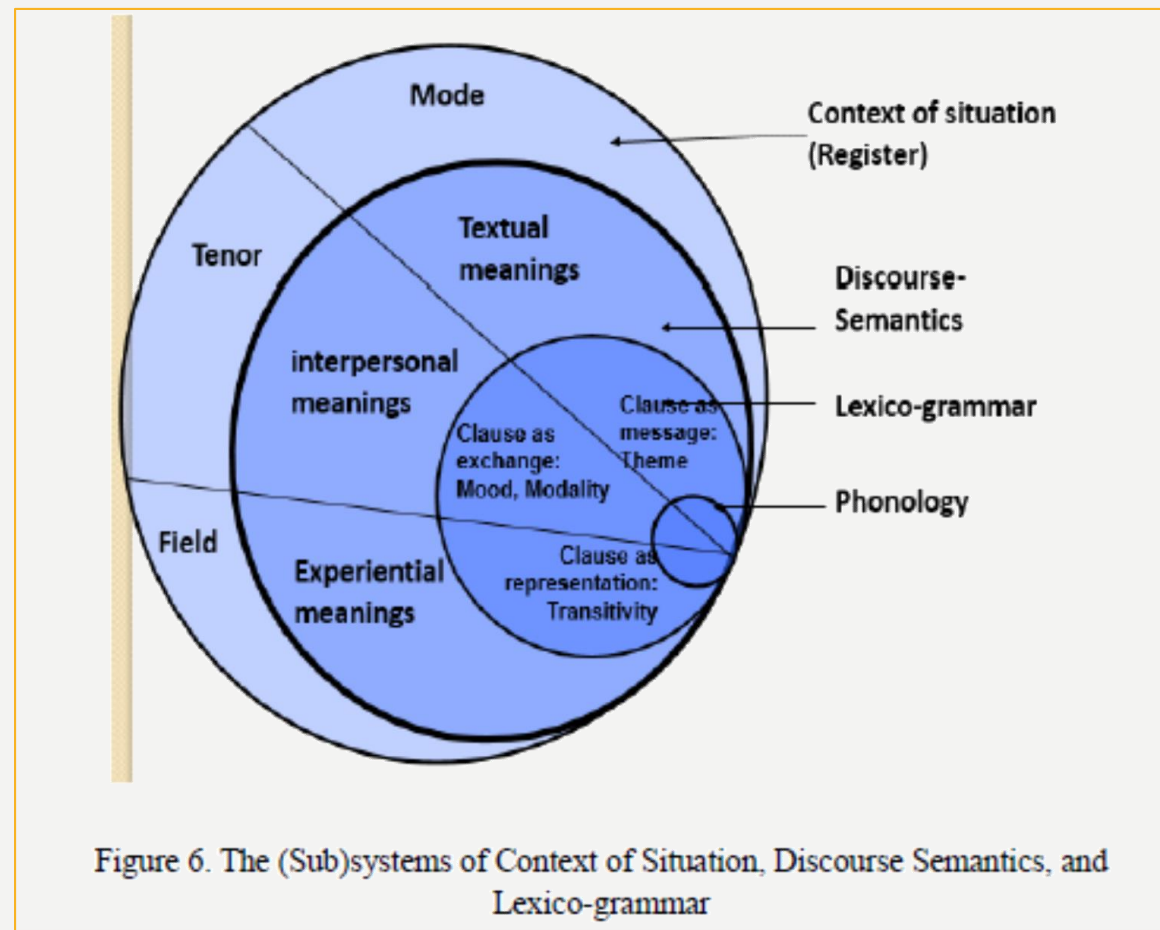 Mode
Context of situation
(Register)
Textual
meanings
Tenor
Discourse-
Semantics
interpersonal
meanings
Lexico-grammar
Clause as
message:
Theme
Clause as
exchange:
Mood, Modality
Phonology
Field
Experiential
meanings
Clause as
representation:
Transitivity
Figure 6. The (Sub)systems of Context of Situation, Discourse Semantics, and
Lexico-grammar